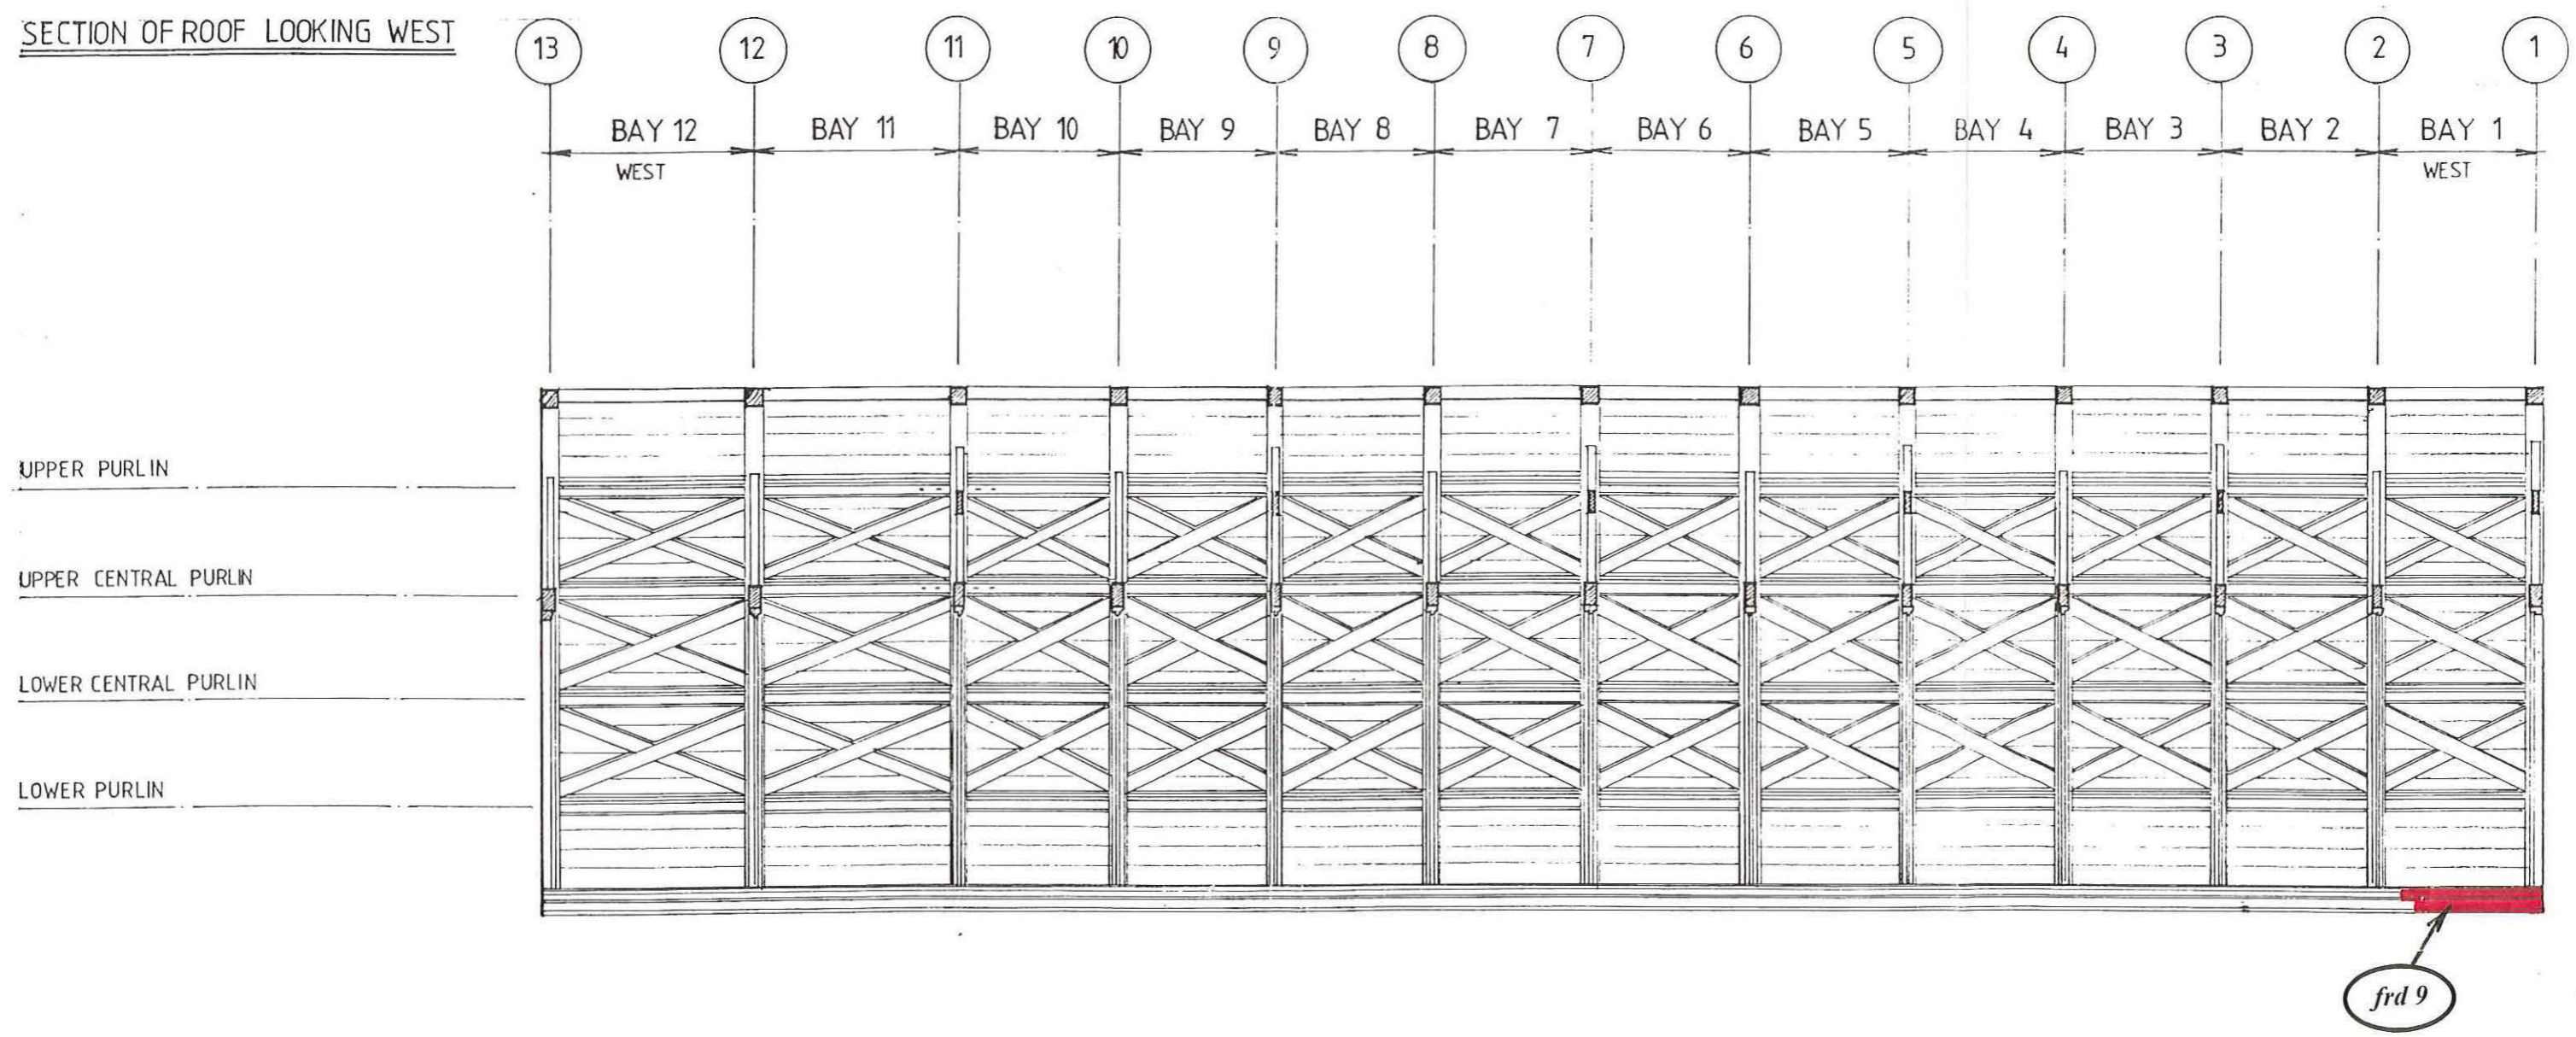 SECTION OF ROOF LOOKING WEST
13 12 11 10 9 8 7 6 5 4 3 2 1
BAY 12 BAY 11 BAY 10 BAY 9 BAY 8 BAY 7 BAY 6 BAY 5 BAY 4 BAY 3 BAY 2 BAY 1
WEST WEST
UPPER PURLIN
UPPER CENTRAL PURLIN
LOWER CENTRAL PURLIN
LOWER PURLIN
frd 9